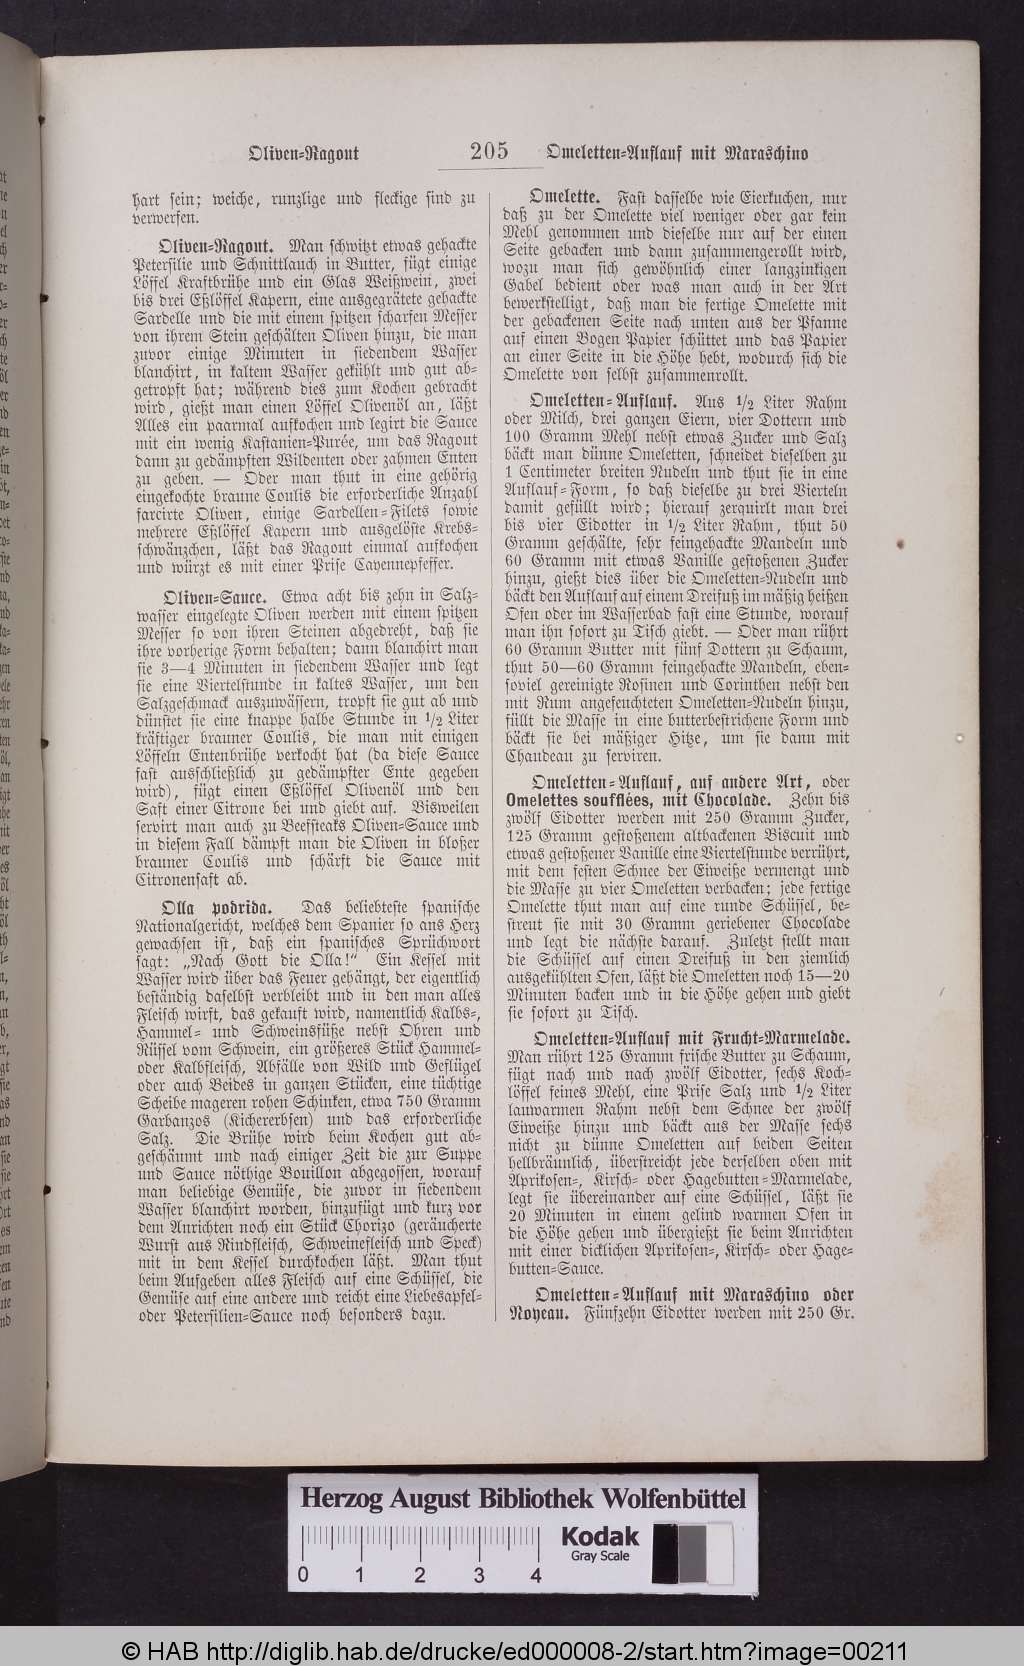 Oliven-Ragout
205
Omeletten-Auflauf mit Maraschino
hart sein; weiche, runzlige und fleckige sind zu
verwerfen.
Oliven-Ragout. Man schwitzt etwas gehackte
Petersilie und Schnittlauch in Butter, fügt einige
Löffel Kraftbrühe und ein Glas Weißwein, zwei
bis drei Eßlöffel Kapern, eine ausgegrätete gehackte
Sardelle und die mit einem spitzen scharfen Messer
von ihrem Stein geschälten Oliven hinzu, die man
zuvor einige Minuten in siedendem Wasser
blanchirt, in kaltem Wasser gekühlt und gut ab-
getropft hat; während dies zum Kochen gebracht
wird, gießt man einen Löffel Olivenöl an, läßt
Alles ein paarmal aufkochen und legirt die Sauce
mit ein wenig Kastanien-Purée, um das Ragout
dann zu gedämpften Wildenten oder zahmen Enten
zu geben. — Oder man thut in eine gehörig
eingekochte braune Coulis die erforderliche Anzahl
farcirte Oliven, einige Sardellen-Filets sowie
mehrere Eßlöffel Kapern und ausgelöste Krebs-
schwänzchen, läßt das Ragout einmal aufkochen
und würzt es mit einer Prise Cayennepfeffer.
Oliven-Sauce. Etwa acht bis zehn in Salz-
wasser eingelegte Oliven werden mit einem spitzen
Messer so von ihren Steinen abgedreht, daß sie
ihre vorherige Form behalten; dann blanchirt man
sie 3—4 Minuten in siedendem Wasser und legt
sie eine Viertelstunde in kaltes Wasser, um den
Salzgeschmack auszuwässern, tropft sie gut ab und
dünstet sie eine knappe halbe Stunde in 1/2 Liter
kräftiger brauner Coulis, die man mit einigen
Löffeln Entenbrühe verkocht hat (da diese Sauce
fast ausschließlich zu gedämpfter Ente gegeben
wird), fügt einen Eßlöffel Olivenöl und den
Saft einer Citrone bei und giebt auf. Bisweilen
servirt man auch zu Beefsteaks Oliven-Sauce und
in diesem Fall dämpft man die Oliven in bloßer
brauner Coulis und schärft die Sauce mit
Citronensaft ab.
Olla podrida. Das beliebteste spanische
Nationalgericht, welches dem Spanier so ans Herz
gewachsen ist, daß ein spanisches Sprüchwort
sagt: „Nach Gott die Olla!" Ein Kessel mit
Wasser wird über das Feuer gehängt, der eigentlich
beständig daselbst verbleibt und in den man alles
Fleisch wirft, das gekauft wird, namentlich Kalbs-,
Hammel- und Schweinsfüße nebst Ohren und
Rüssel vom Schwein, ein größeres Stück Hammel-
oder Kalbfleisch, Abfälle von Wild und Geflügel
oder auch Beides in ganzen Stücken, eine tüchtige
Scheibe mageren rohen Schinken, etwa 750 Gramm
Garbanzos (Kichererbsen) und das erforderliche
Salz. Die Brühe wird beim Kochen gut ab-
geschäumt und nach einiger Zeit die zur Suppe
und Sauce nöthige Bouillon abgegossen, worauf
man beliebige Gemüse, die zuvor in siedendem
Wasser blanchirt worden, hinzufügt und kurz vor
dem Anrichten noch ein Stück Chorizo (geräucherte
Wurst aus Rindfleisch, Schweinefleisch und Speck)
mit in dem Kessel durchkochen läßt. Man thut
beim Aufgeben alles Fleisch auf eine Schüssel, die
Gemüse auf eine andere und reicht eine Liebesapfel-
oder Petersilien-Sauce noch besonders dazu.
Omelette. Fast dasselbe wie Eierkuchen, nur
daß zu der Omelette viel weniger oder gar kein
Mehl genommen und dieselbe nur auf der einen
Seite gebacken und dann zusammengerollt wird,
wozu man sich gewöhnlich einer langzinkigen
Gabel bedient oder was man auch in der Art
bewerkstelligt, daß man die fertige Omelette mit
der gebackenen Seite nach unten aus der Pfanne
auf einen Bogen Papier schüttet und das Papier
an einer Seite in die Höhe hebt, wodurch sich die
Omelette von selbst zusammenrollt.
Omeletten-Auflauf. Aus 1/2 Liter Rahm
oder Milch, drei ganzen Eiern, vier Dottern und
100 Gramm Mehl nebst etwas Zucker und Salz
bäckt man dünne Omeletten, schneidet dieselben zu
1 Centimeter breiten Nudeln und thut sie in eine
Auflauf-Form, so daß dieselbe zu drei Vierteln
damit gefüllt wird; hierauf zerquirlt man drei
bis vier Eidotter in 1/2 Liter Rahm, thut 50
Gramm geschälte, sehr feingehackte Mandeln und
60 Gramm mit etwas Vanille gestoßenen Zucker
hinzu, gießt dies über die Omeletten-Nudeln und
bäckt den Auflauf auf einem Dreifuß im mäßig heißen
Ofen oder im Wasserbad fast eine Stunde, worauf
man ihn sofort zu Tisch giebt. — Oder man rührt
60 Gramm Butter mit fünf Dottern zu Schaum,
thut 50—60 Gramm feingehackte Mandeln, eben-
soviel gereinigte Rosinen und Corinthen nebst den
mit Rum angefeuchteten Omeletten-Nudeln hinzu,
füllt die Masse in eine butterbestrichene Form und
bäckt sie bei mäßiger Hitze, um sie dann mit
Chaudeau zu serviren.
Omeletten-Auflauf, auf andere Art, oder
Omelettes soufflées, mit Chocolade. Zehn bis
zwölf Eidotter werden mit 250 Gramm Zucker,
125 Gramm gestoßenem altbackenen Biscuit und
etwas gestoßener Vanille eine Viertelstunde verrührt,
mit dem festen Schnee der Eiweiße vermengt und
die Masse zu vier Omeletten verbacken; jede fertige
Omelette thut man auf eine runde Schüssel, be-
streut sie mit 30 Gramm geriebener Chocolade
und legt die nächste darauf. Zuletzt stellt man
die Schüssel auf einen Dreifuß in den ziemlich
ausgekühlten Ofen, läßt die Omeletten noch 15—20
Minuten backen und in die Höhe gehen und giebt
sie sofort zu Tisch.
Omeletten-Auflauf mit Frucht-Marmelade.
Man rührt 125 Gramm frische Butter zu Schaum,
fügt nach und nach zwölf Eidotter, sechs Koch-
löffel feines Mehl, eine Prise Salz und 1/2 Liter
lauwarmen Rahm nebst dem Schnee der zwölf
Eiweiße hinzu und bäckt aus der Masse sechs
nicht zu dünne Omeletten auf beiden Seiten
hellbräunlich, überstreicht jede derselben oben mit
Aprikosen-, Kirsch- oder Hagebutten-Marmelade,
legt sie übereinander auf eine Schüssel, läßt sie
20 Minuten in einem gelind warmen Ofen in
die Höhe gehen und übergießt sie beim Anrichten
mit einer dicklichen Aprikosen-, Kirsch- oder Hage-
butten-Sauce.
Omeletten-Auflauf mit Maraschino oder
Noyeau. Fünfzehn Eidotter werden mit 250 Gr.
Herzog August Bibliothek Wolfenbüttel
Kodak
Gray Scale
0 1 2 3 4
© HAB http://diglib.hab.de/drucke/ed000008-2/start.htm?image=00211